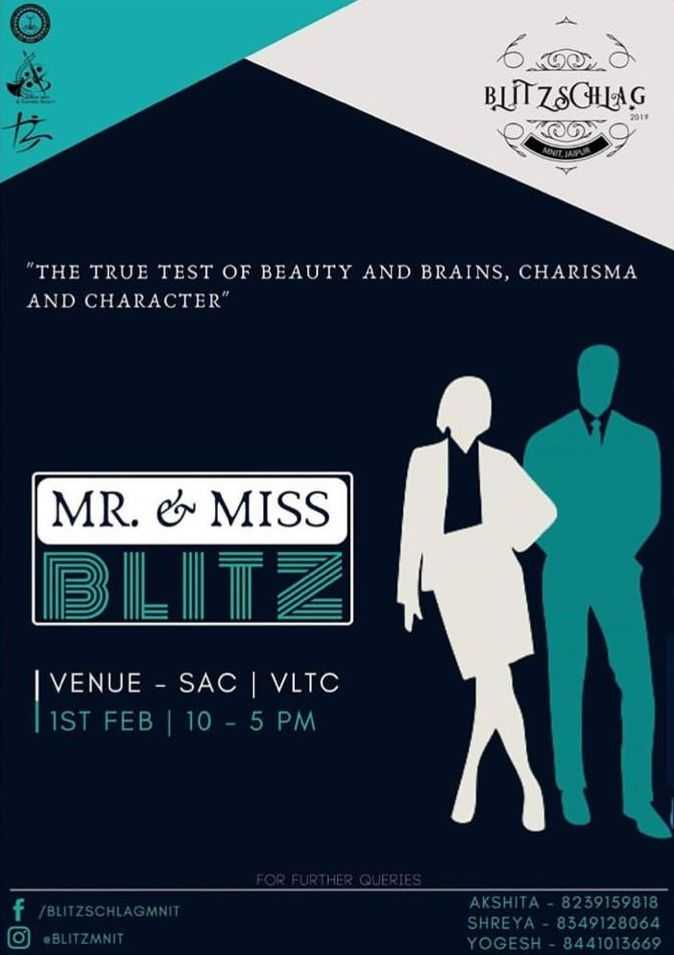 BLITZSCHLAG
2019
MNIT, JAIPUR
"THE TRUE TEST OF BEAUTY AND BRAINS, CHARISMA
AND CHARACTER"
MR. & MISS
BLITZ
VENUE - SAC | VLTC
1ST FEB | 10 - 5 PM
FOR FURTHER QUERIES
/BLITZSCHLAGMNIT
@BLITZMNIT
AKSHITA - 8239159818
SHREYA - 8349128064
YOGESH - 8441013669